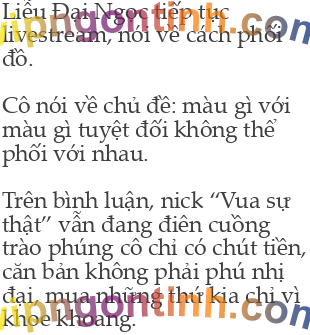 Liễu Đại Ngọc tiếp tục
livestream, nói về cách phối
đồ.
Cô nói về chủ đề: màu gì với
màu gì tuyệt đối không thể
phối với nhau.
Trên bình luận, nick “Vua sự
thật” vẫn đang điên cuồng
trào phúng cô chỉ có chút tiền,
căn bản không phải phú nhị
đại, mua những thứ kia chỉ vì
khoe khoang.
vipngontinh.com
vipngontinh.com